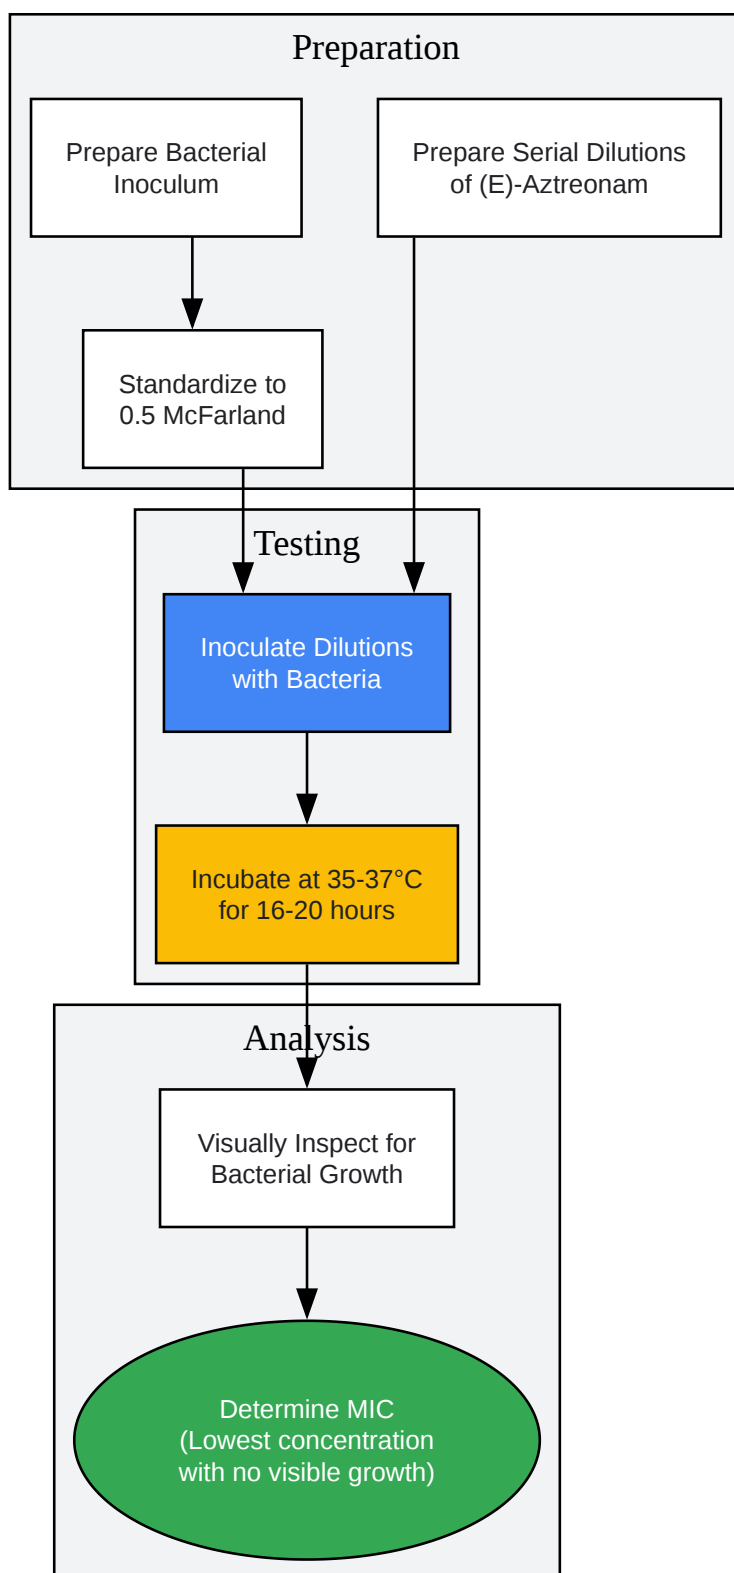 Preparation
Prepare Bacterial
Inoculum
Prepare Serial Dilutions
of (E)-Aztreonam
Standardize to
0.5 McFarland
Testing
Inoculate Dilutions
with Bacteria
Incubate at 35-37°C
for 16-20 hours
Analysis
Visually Inspect for
Bacterial Growth
Determine MIC
(Lowest concentration
with no visible growth)